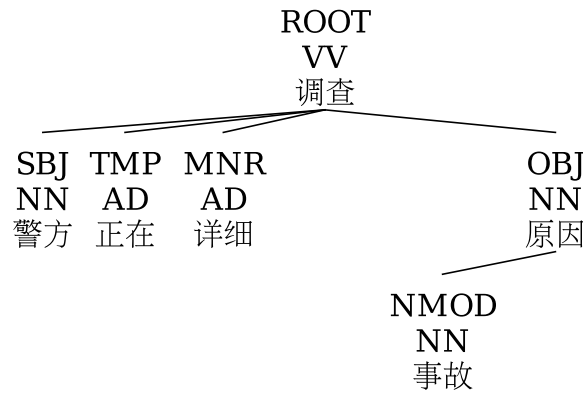 ROOT
VV
调查
SBJ TMP MNR OBJ
NN AD AD NN
警方 正在 详细 原因
NMOD
NN
事故